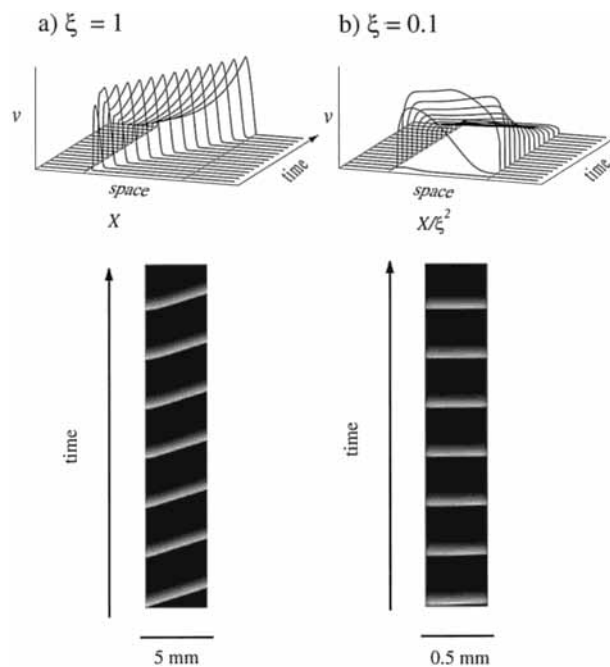 a) ξ = 1
b) ξ = 0.1
v
space
time
v
space
time
X
X/ξ²
time
time
5 mm
0.5 mm